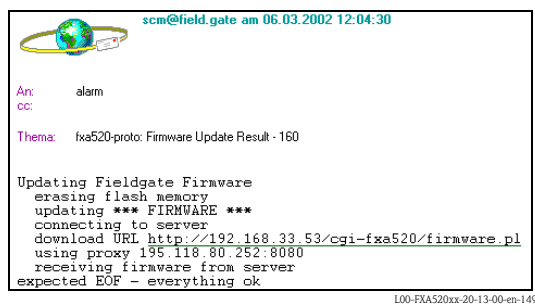 scm@field.gate am 06.03.2002 12:04:30
An: alarm
cc:
Thema: fxa520-proto: Firmware Update Result - 160
Updating Fieldgate Firmware
erasing flash memory
updating *** FIRMWARE ***
connecting to server
download URL http://192.168.33.53/cgi-fxa520/firmware.pl
using proxy 195.118.80.252:8080
receiving firmware from server
expected EOF - everything ok
L00-FXA520xx-20-13-00-en-149